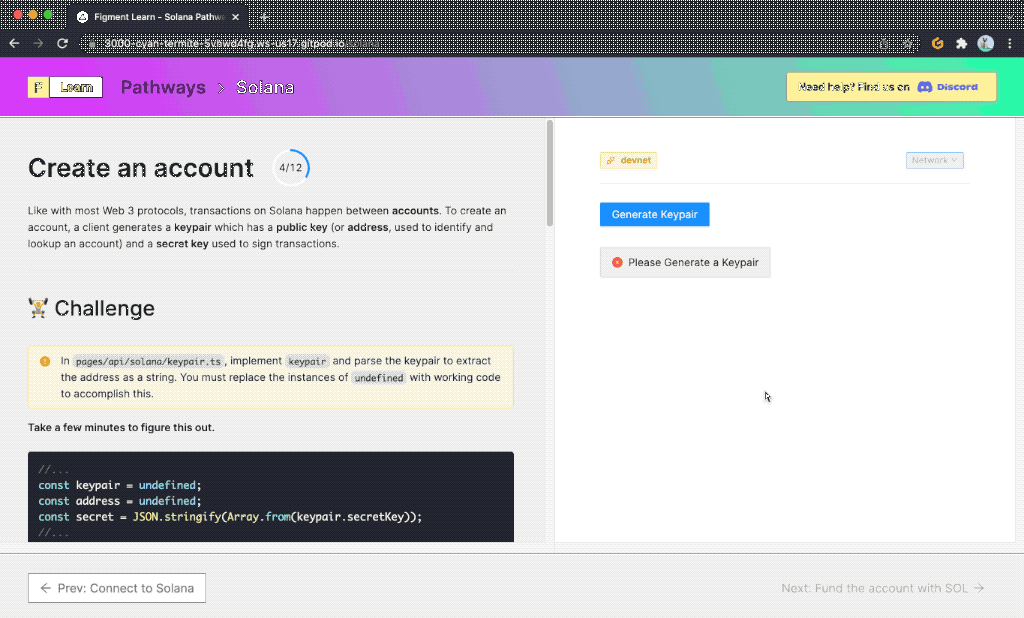 Figment Learn - Solana Pathw
3000-cyan-termite-5v8wd4fg.ws-us17.gitpod.io/solana
F Learn Pathways > Solana
Need help? Find us on Discord
Create an account 4/12
Like with most Web 3 protocols, transactions on Solana happen between accounts. To create an
account, a client generates a keypair which has a public key (or address, used to identify and
lookup an account) and a secret key used to sign transactions.
Challenge
In pages/api/solana/keypair.ts, implement keypair and parse the keypair to extract
the address as a string. You must replace the instances of undefined with working code
to accomplish this.
Take a few minutes to figure this out.
//...
const keypair = undefined;
const address = undefined;
const secret = JSON.stringify(Array.from(keypair.secretKey));
//...
devnet
Network
Generate Keypair
Please Generate a Keypair
← Prev: Connect to Solana
Next: Fund the account with SOL →